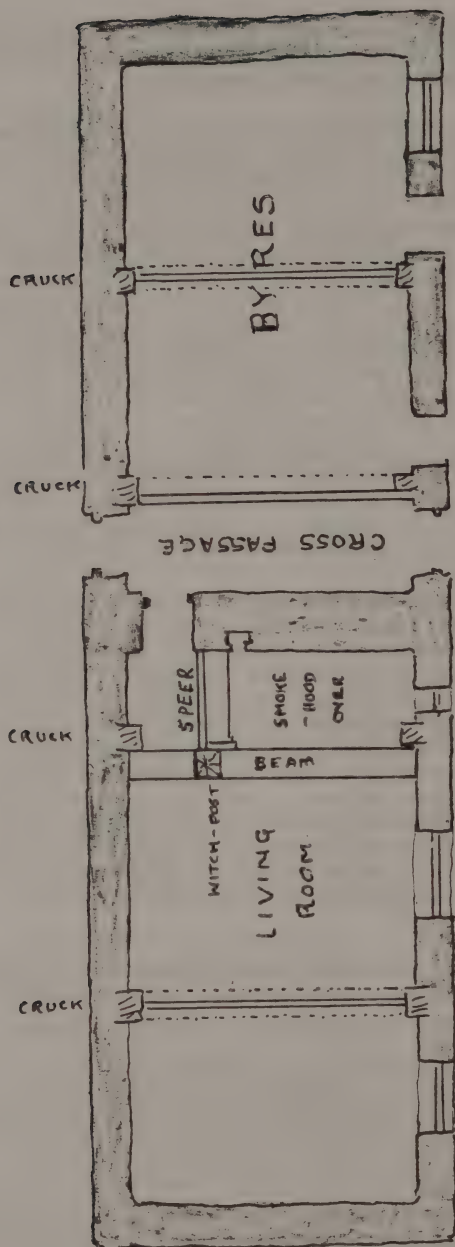 BYRES
CRUCK
CRUCK
CROSS PASSAGE
CRUCK
SPEER
SMOKE
-HOOD
OVER
BEAM
WITCH-POST
LIVING
ROOM
CRUCK